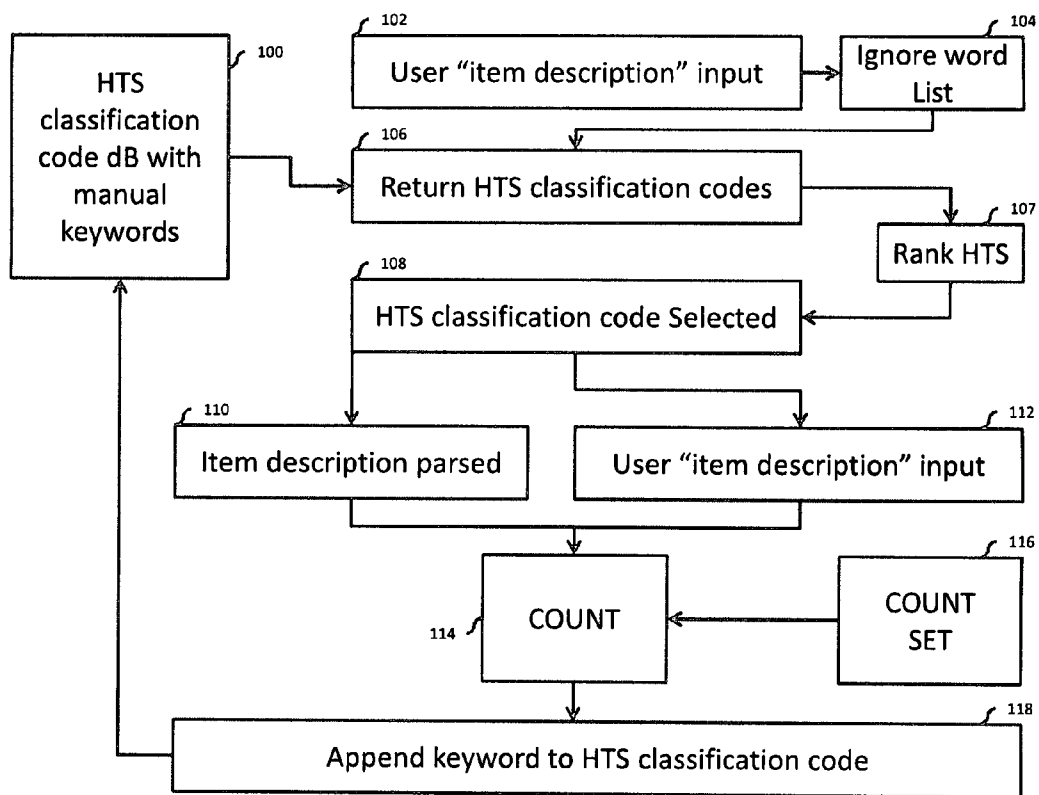 100
HTS
classification
code dB with
manual
keywords
102
User “item description” input
104
Ignore word
List
106
Return HTS classification codes
107
Rank HTS
108
HTS classification code Selected
110
Item description parsed
112
User “item description” input
114
COUNT
116
COUNT
SET
118
Append keyword to HTS classification code